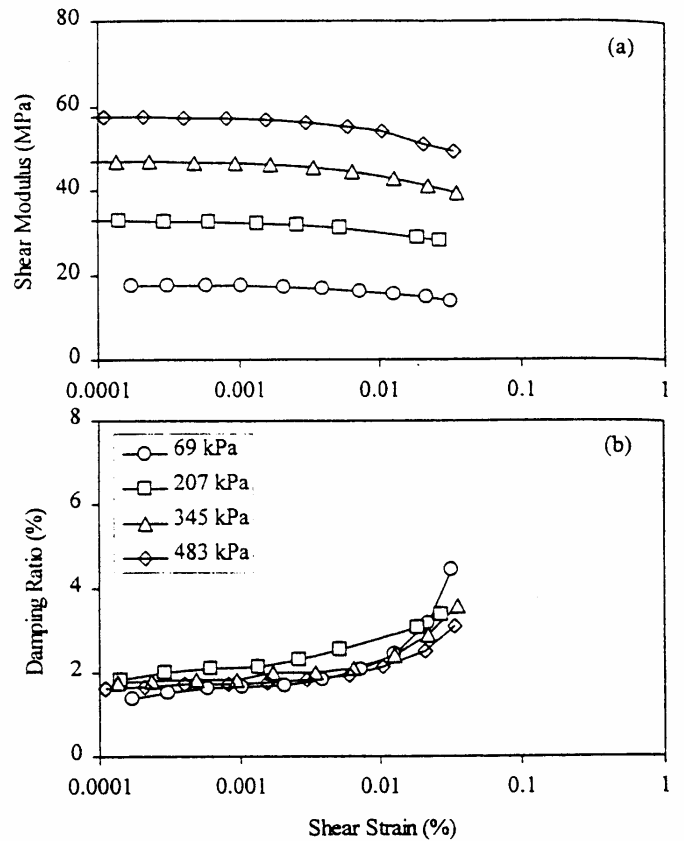 80
(a)
60
40
20
0
Shear Modulus (MPa)
0.0001 0.001 0.01 0.1 1
8
(b)
69 kPa
207 kPa
345 kPa
483 kPa
6
4
2
0
Damping Ratio (%)
0.0001 0.001 0.01 0.1 1
Shear Strain (%)